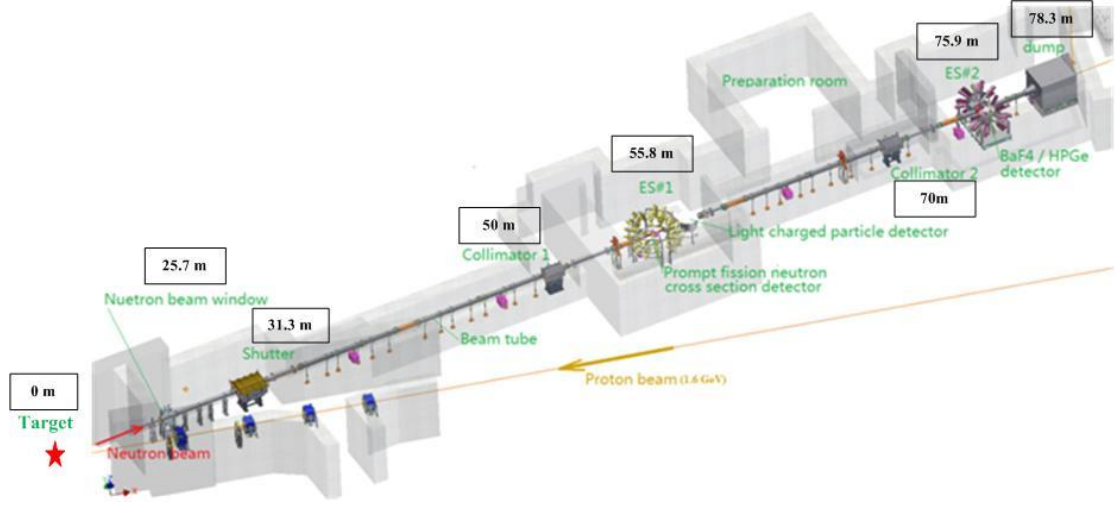 78.3 m
dump
75.9 m
ES#2
Preparation room
BaF4 / HPGe
detector
55.8 m
ES#1
Collimator 2
70m
50 m
Collimator 1
Light charged particle detector
Prompt fission neutron
cross section detector
25.7 m
Nuetron beam window
31.3 m
Shutter
Beam tube
Proton beam (1.6 GeV)
0 m
Target
Neutron beam